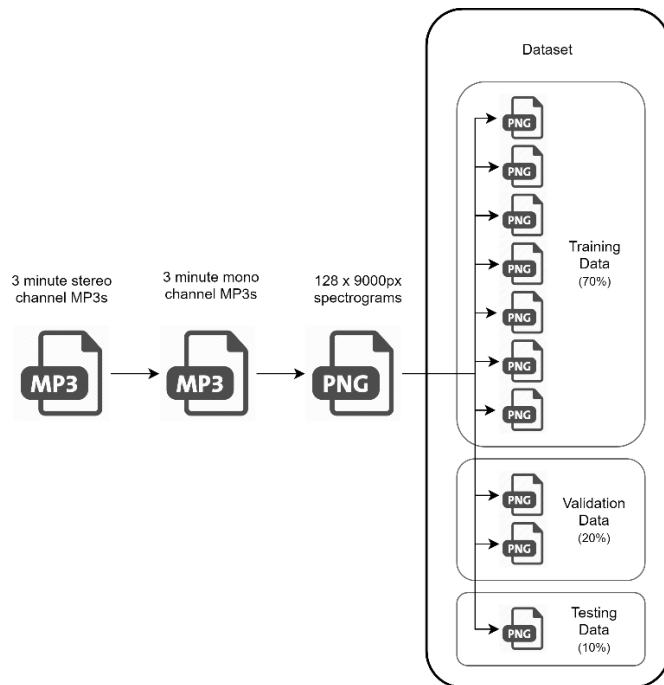 Dataset
3 minute stereo
channel MP3s
MP3
3 minute mono
channel MP3s
MP3
128 x 9000px
spectrograms
PNG
PNG
PNG
PNG
PNG
PNG
PNG
PNG
Training
Data
(70%)
PNG
PNG
Validation
Data
(20%)
PNG
Testing
Data
(10%)